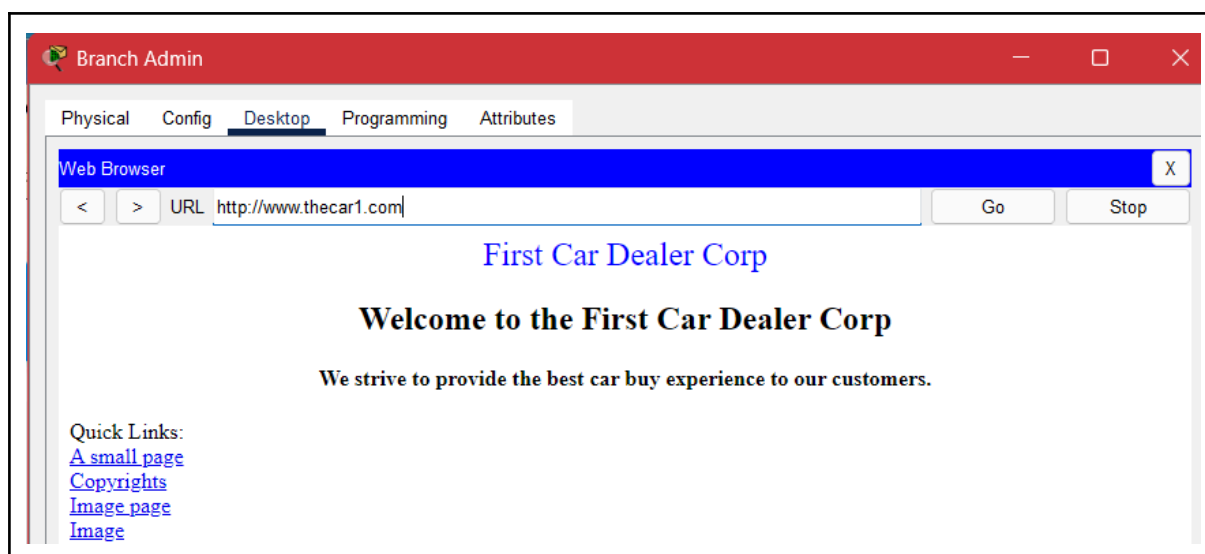 Branch Admin
Physical Config Desktop Programming Attributes
Web Browser X
< > URL http://www.thecar1.com Go Stop
First Car Dealer Corp
Welcome to the First Car Dealer Corp
We strive to provide the best car buy experience to our customers.
Quick Links:
A small page
Copyrights
Image page
Image